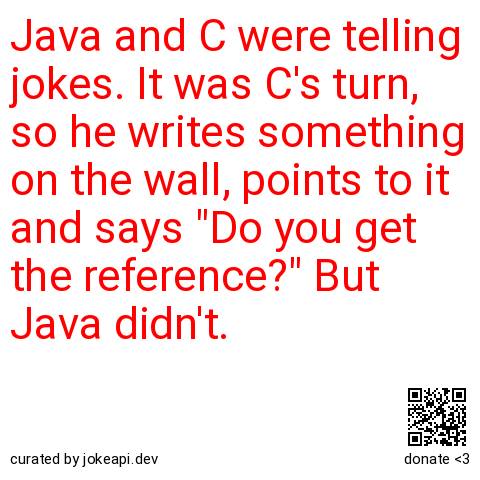 Java and C were telling
jokes. It was C's turn,
so he writes something
on the wall, points to it
and says "Do you get
the reference?" But
Java didn't.
curated by jokeapi.dev
donate <3